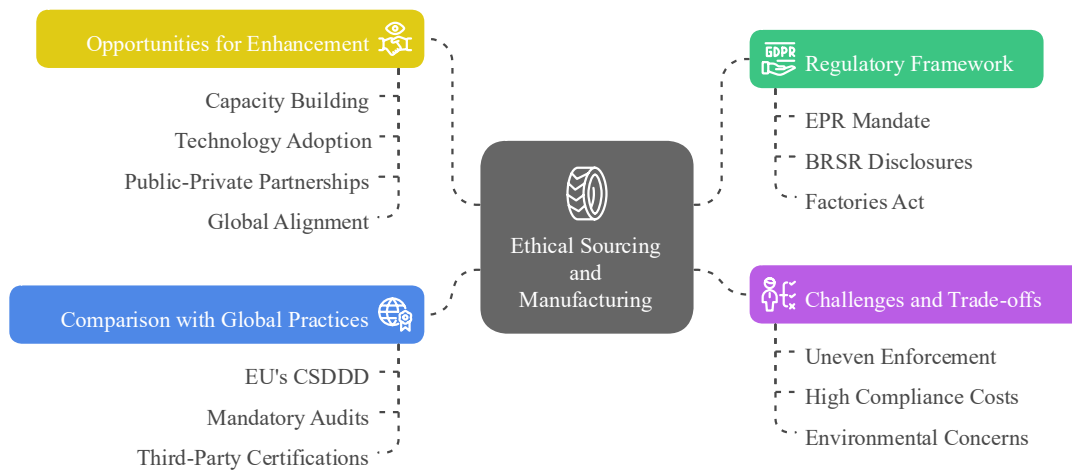 Opportunities for Enhancement
Capacity Building
Technology Adoption
Public-Private Partnerships
Global Alignment
Comparison with Global Practices
EU's CSDDD
Mandatory Audits
Third-Party Certifications
Ethical Sourcing
and
Manufacturing
GDPR
Regulatory Framework
EPR Mandate
BRSR Disclosures
Factories Act
Challenges and Trade-offs
Uneven Enforcement
High Compliance Costs
Environmental Concerns